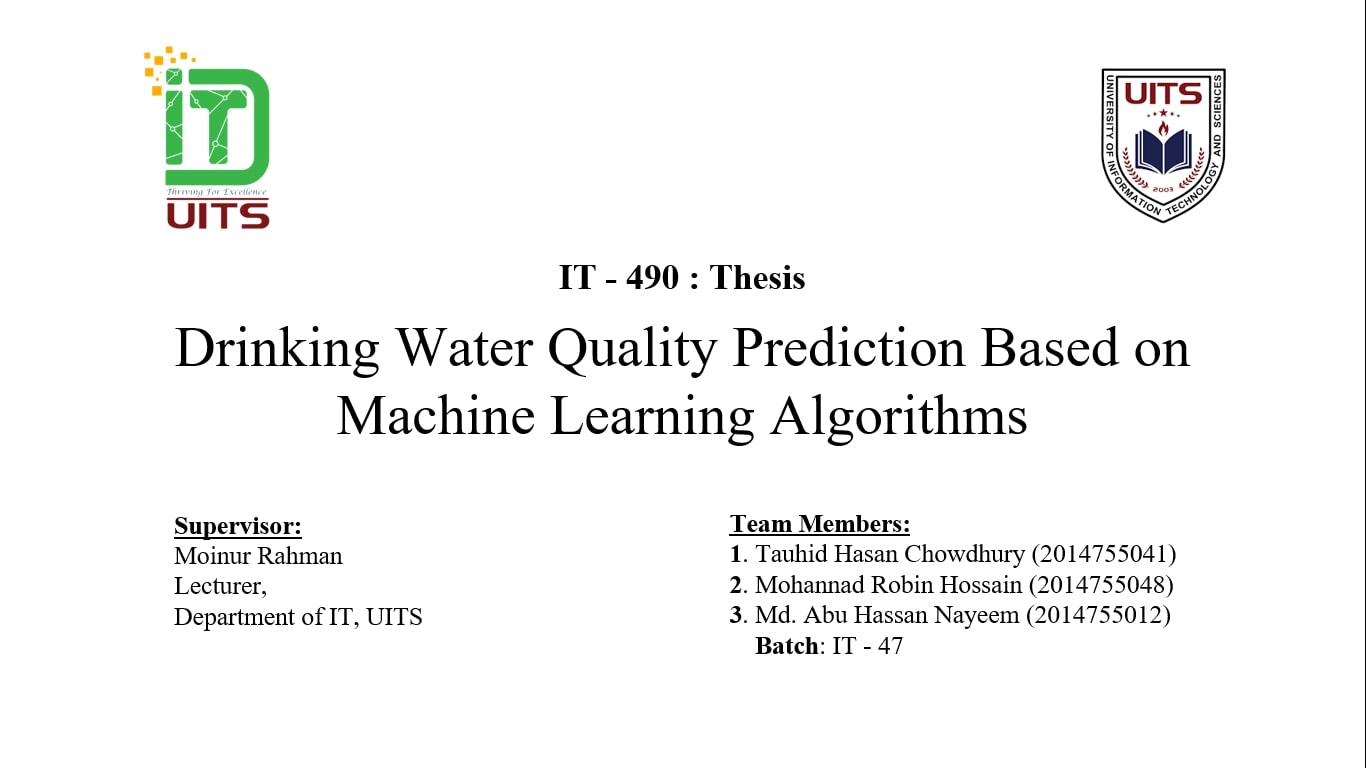 iT
Thriving For Excellence
UITS
UITS
UNIVERSITY OF INFORMATION TECHNOLOGY AND SCIENCES
2003
IT - 490 : Thesis
Drinking Water Quality Prediction Based on
Machine Learning Algorithms
Supervisor:
Moinur Rahman
Lecturer,
Department of IT, UITS
Team Members:
1. Tauhid Hasan Chowdhury (2014755041)
2. Mohannad Robin Hossain (2014755048)
3. Md. Abu Hassan Nayeem (2014755012)
Batch: IT - 47